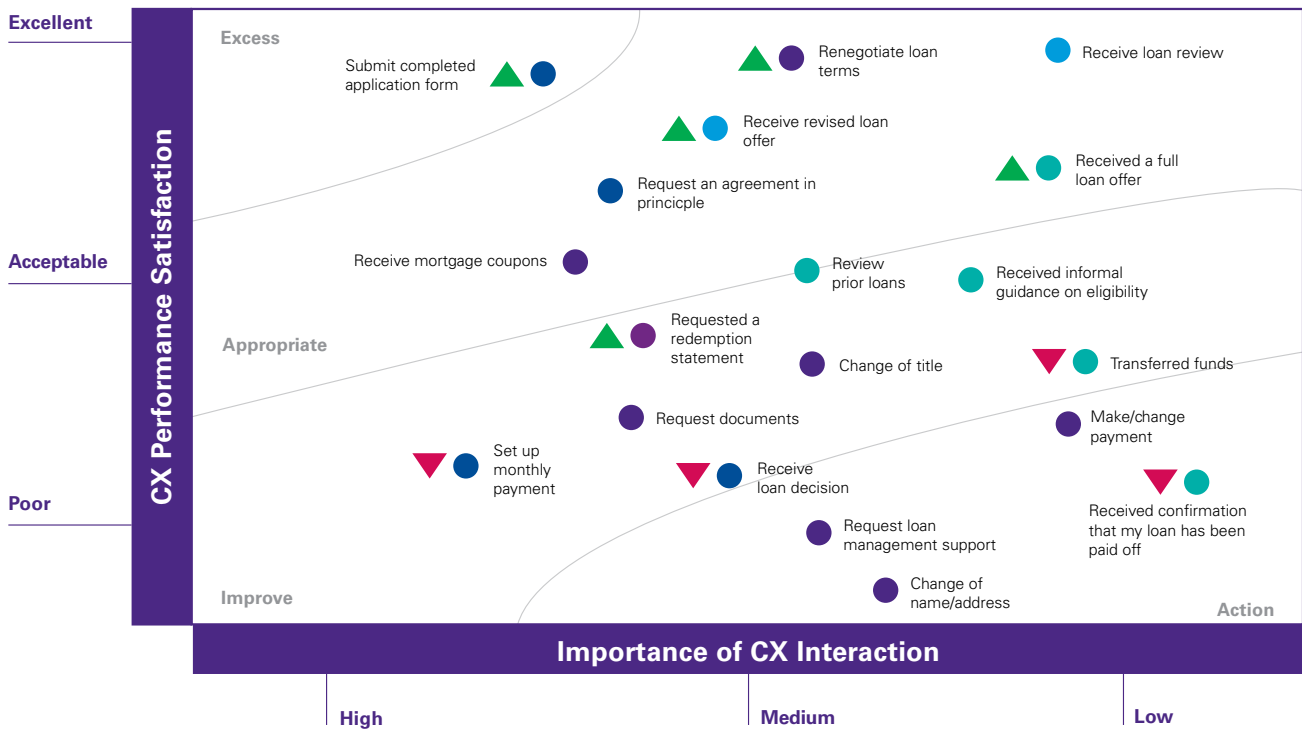 Excellent
Acceptable
Poor
CX Performance Satisfaction
Excess
Submit completed
application form
Renegotiate loan
terms
Receive loan review
Receive revised loan
offer
Received a full
loan offer
Request an agreement in
princicple
Receive mortgage coupons
Review
prior loans
Received informal
guidance on eligibility
Appropriate
Requested a
redemption
statement
Change of title
Transferred funds
Request documents
Make/change
payment
Set up
monthly
payment
Receive
loan decision
Received confirmation
that my loan has been
paid off
Request loan
management support
Change of
name/address
Improve
Action
Importance of CX Interaction
High
Medium
Low